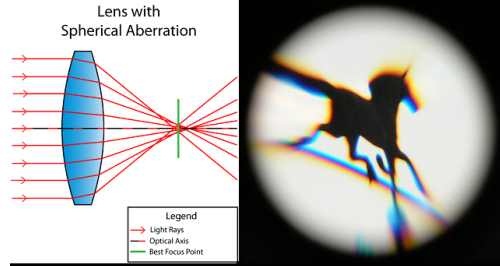 Lens with
Spherical Aberration
Legend
Light Rays
Optical Axis
Best Focus Point